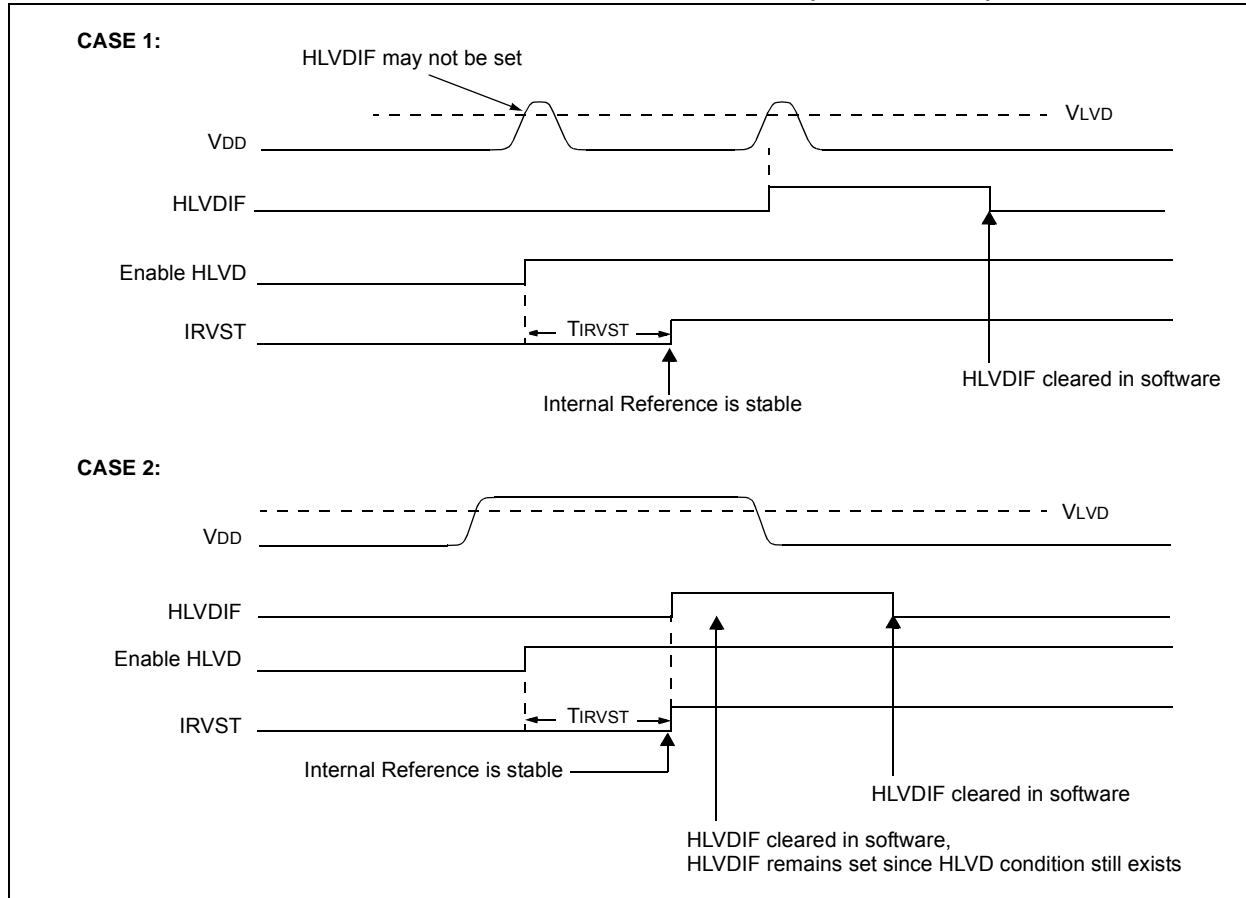 CASE 1:
HLVDIF may not be set
VLVD
VDD
HLVDIF
Enable HLVD
IRVST
TIRVST
HLVDIF cleared in software
Internal Reference is stable
CASE 2:
VLVD
VDD
HLVDIF
Enable HLVD
IRVST
TIRVST
Internal Reference is stable
HLVDIF cleared in software
HLVDIF cleared in software,
HLVDIF remains set since HLVD condition still exists